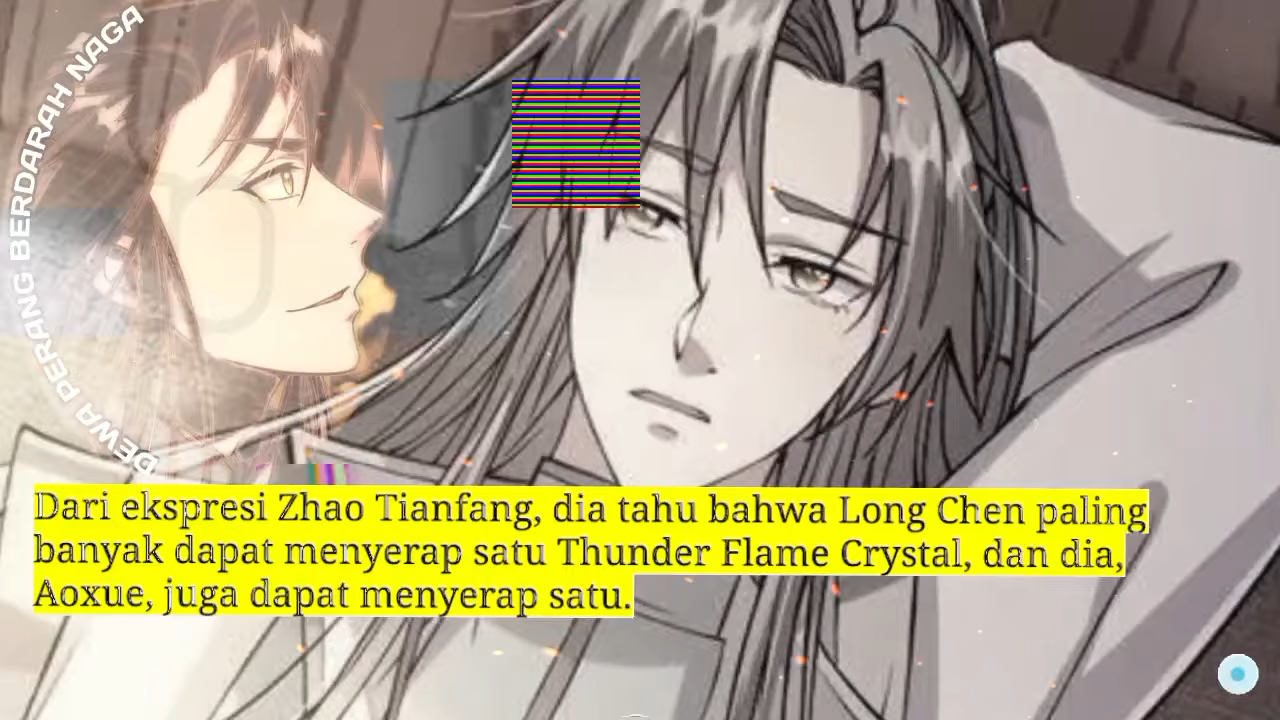 DEWA PERANG BERDARAH NAGA
Dari ekspresi Zhao Tianfang, dia tahu bahwa Long Chen paling
banyak dapat menyerap satu Thunder Flame Crystal, dan dia,
Aoxue, juga dapat menyerap satu.